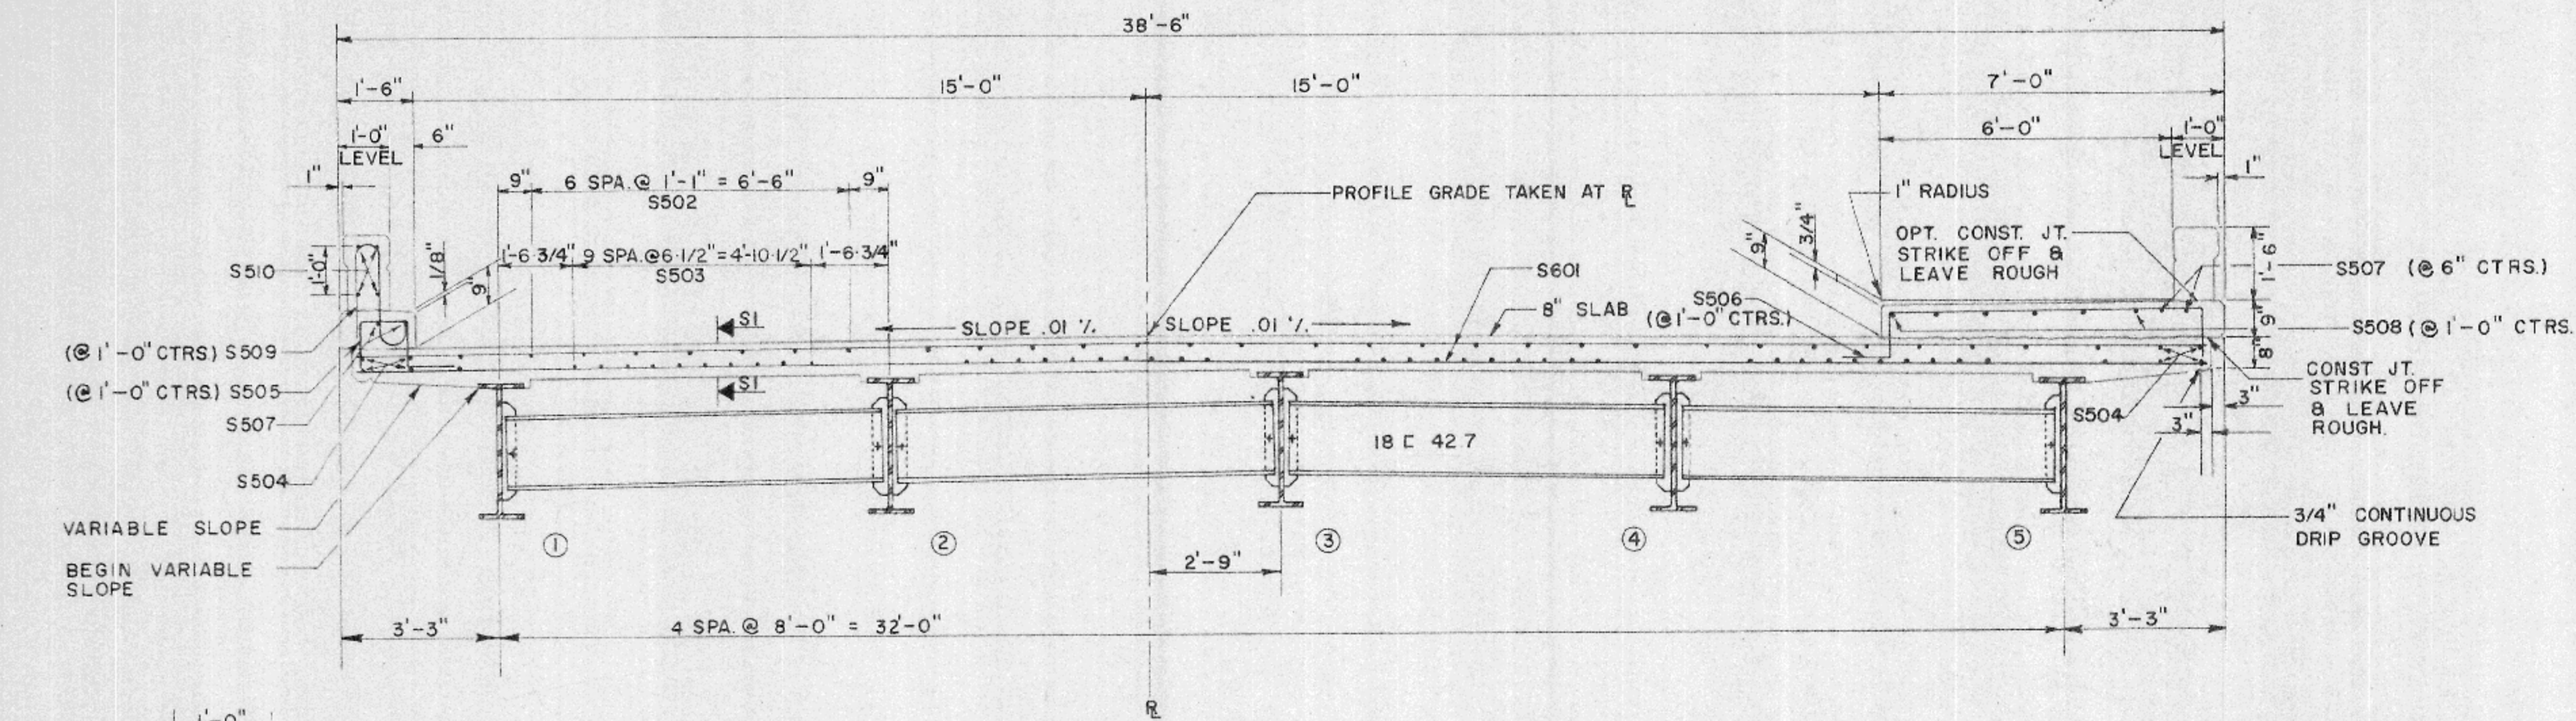 38'-6"
1'-6"
15'-0"
15'-0"
7'-0"
1'-0"
6"
6'-0"
1'-0"
LEVEL
LEVEL
1"
1"
9"
6 SPA.@ 1'-1" = 6'-6"
9"
S502
PROFILE GRADE TAKEN AT ℞
1" RADIUS
9"
3/4"
OPT. CONST. JT.
STRIKE OFF &
LEAVE ROUGH
1'-6 3/4"
9 SPA.@6-1/2"=4'-10-1/2"
1'-6 3/4"
S503
S510
1'-0"
1/8"
9"
S601
1'-6"
S507 (@ 6" CTRS.)
8" SLAB
S506
(@1'-0" CTRS.)
S1
SLOPE .01 '/.
SLOPE .01 '/.
9"
S508 (@ 1'-0" CTRS.
(@ 1'-0" CTRS) S509
8"
CONST JT.
STRIKE OFF
& LEAVE
ROUGH.
(@ 1'-0" CTRS.) S505
S1
S507
S504
3"
3"
18 C 42 7
S504
VARIABLE SLOPE
BEGIN VARIABLE
SLOPE
3/4" CONTINUOUS
DRIP GROOVE
1
2
3
4
5
2'-9"
3'-3"
4 SPA. @ 8'-0" = 32'-0"
3'-3"
℞
1'-0"